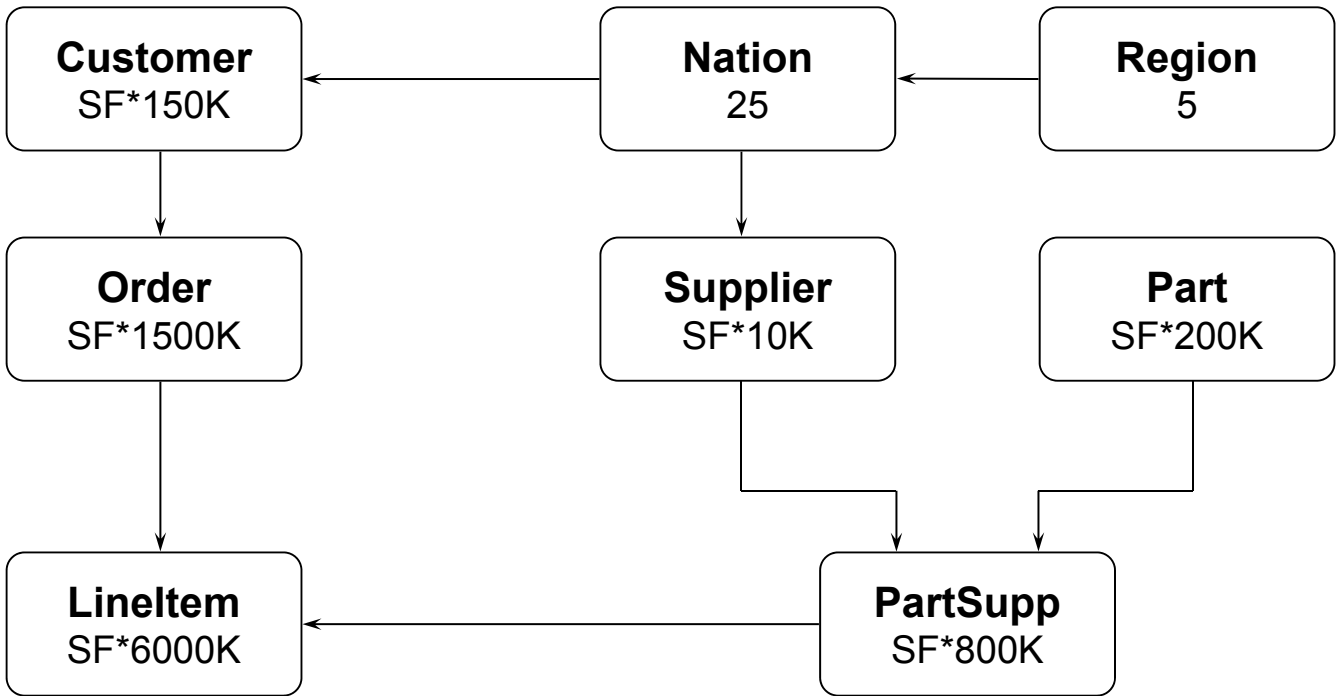 Customer
SF*150K
Nation
25
Region
5
Order
SF*1500K
Supplier
SF*10K
Part
SF*200K
LineItem
SF*6000K
PartSupp
SF*800K